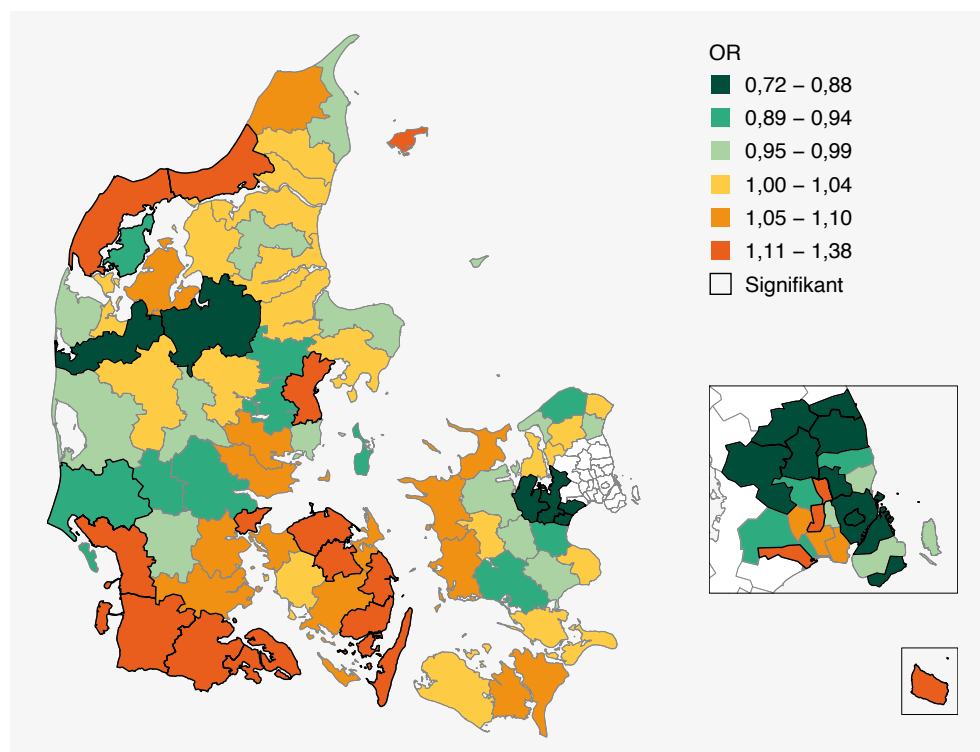 OR
0,72 – 0,88
0,89 – 0,94
0,95 – 0,99
1,00 – 1,04
1,05 – 1,10
1,11 – 1,38
Signifikant